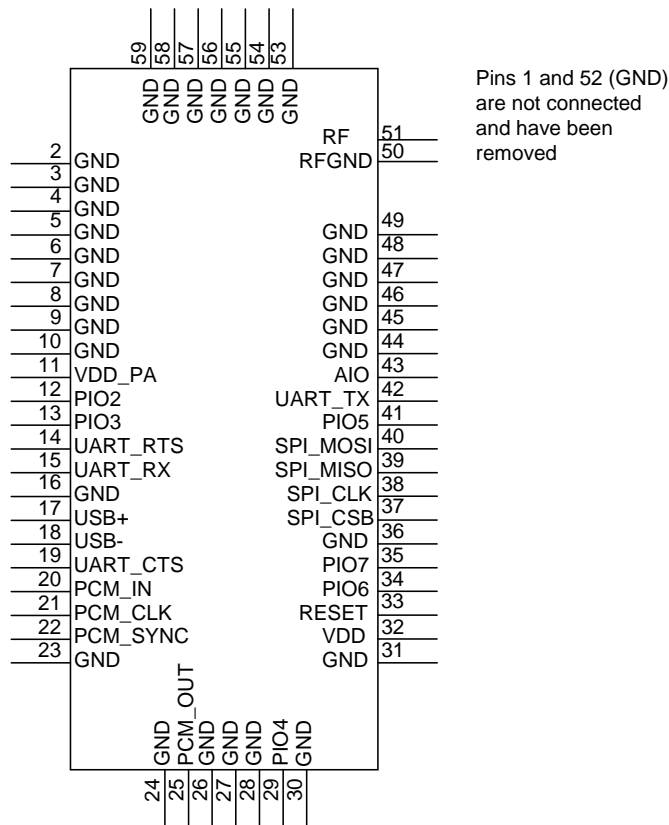 59
58
57
56
55
54
53
GND
GND
GND
GND
GND
GND
GND
Pins 1 and 52 (GND)
are not connected
and have been
removed
RF 51
RFGND 50
2 GND
3 GND
4 GND
5 GND
6 GND
7 GND
8 GND
9 GND
10 GND
11 VDD_PA
12 PIO2
13 PIO3
14 UART_RTS
15 UART_RX
16 GND
17 USB+
18 USB-
19 UART_CTS
20 PCM_IN
21 PCM_CLK
22 PCM_SYNC
23 GND
GND 49
GND 48
GND 47
GND 46
GND 45
GND 44
AIO 43
UART_TX 42
PIO5 41
SPI_MOSI 40
SPI_MISO 39
SPI_CLK 38
SPI_CSB 37
GND 36
PIO7 35
PIO6 34
RESET 33
VDD 32
GND 31
GND
PCM_OUT
GND
GND
GND
PIO4
GND
24
25
26
27
28
29
30